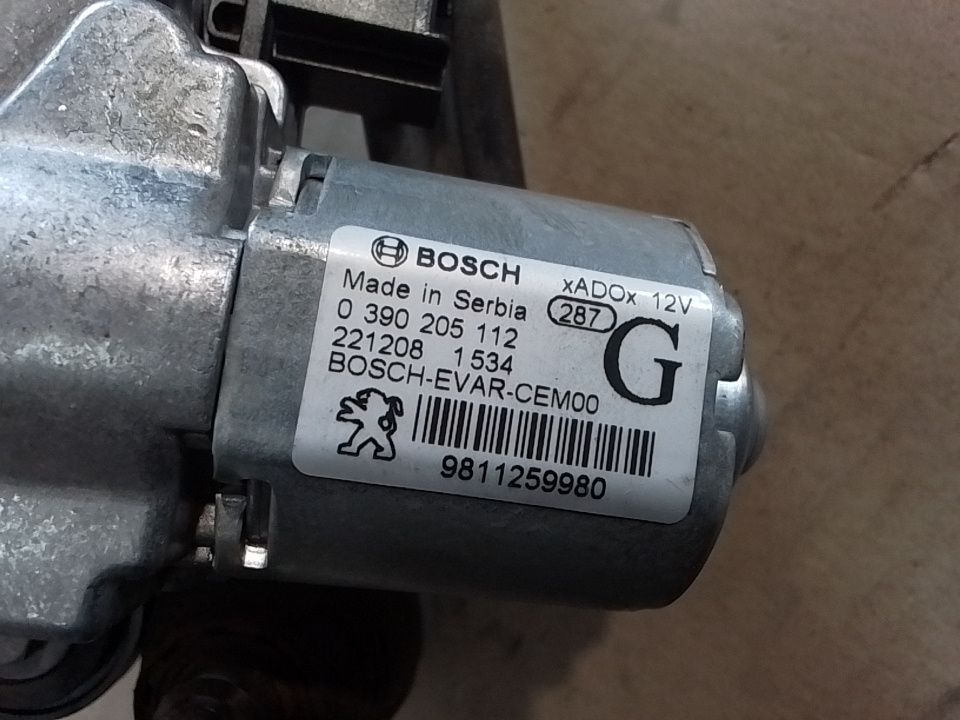 BOSCH
xADOx 12V
Made in Serbia
287
0 390 205 112
G
221208 1534
BOSCH-EVAR-CEM00
9811259980